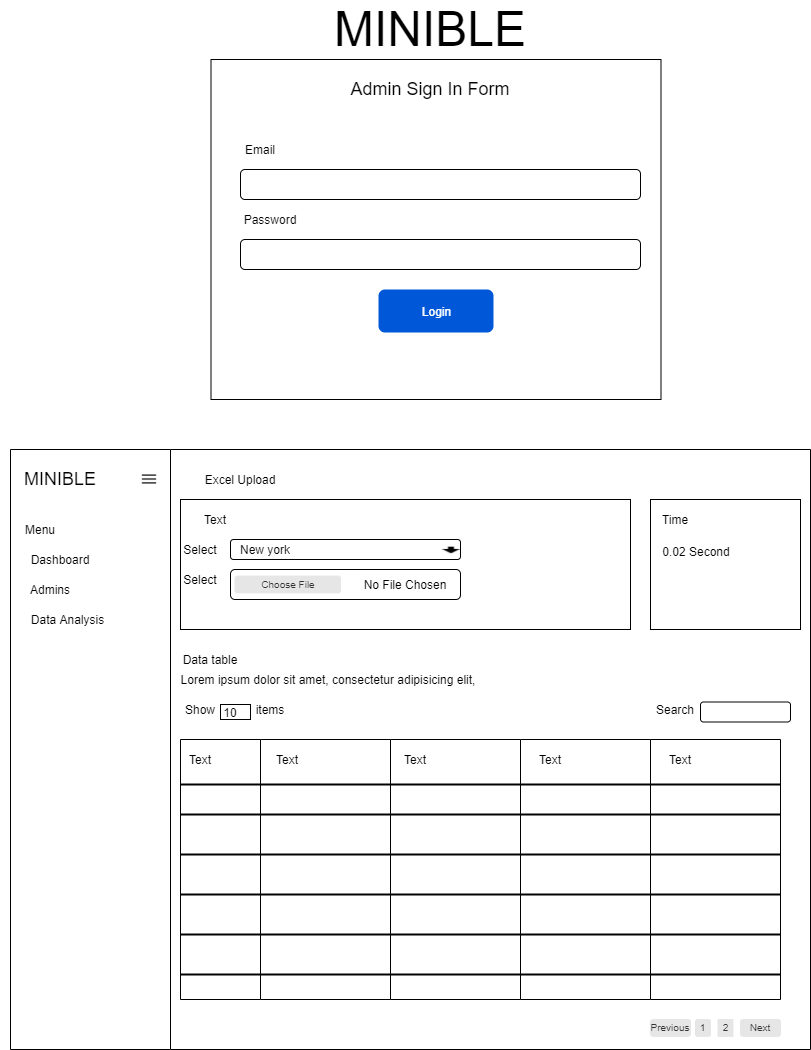 MINIBLE
Admin Sign In Form
Email
Password
Login
MINIBLE
Menu
Dashboard
Admins
Data Analysis
Excel Upload
Text
Select New york
Select Choose File No File Chosen
Time
0.02 Second
Data table
Lorem ipsum dolor sit amet, consectetur adipisicing elit,
Show 10 items
Search
Text Text Text Text Text
Previous 1 2 Next